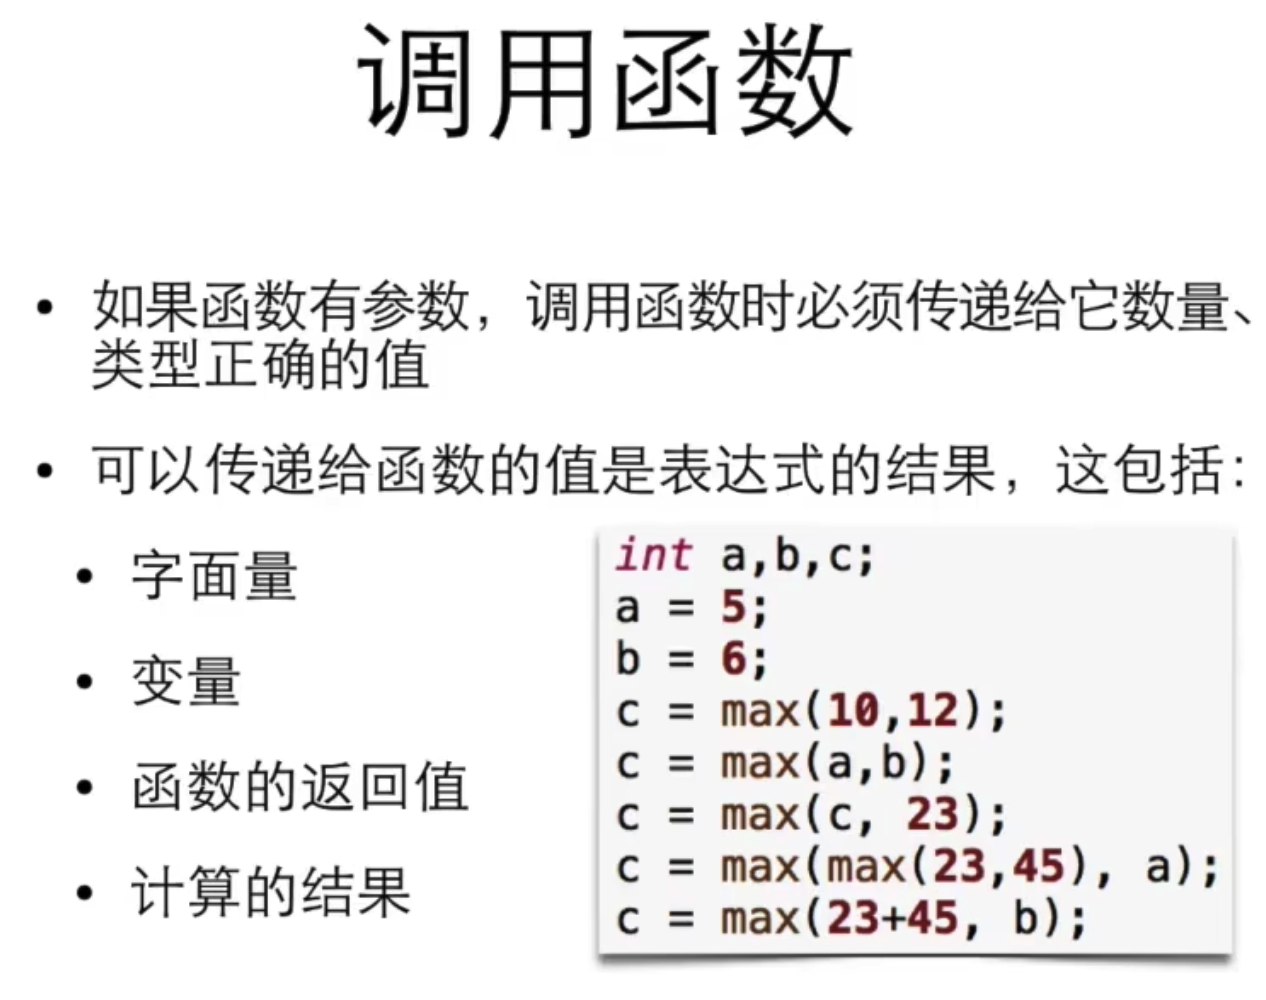 调用函数
• 如果函数有参数，调用函数时必须传递给它数量、
类型正确的值
• 可以传递给函数的值是表达式的结果，这包括：
• 字面量
• 变量
• 函数的返回值
• 计算的结果
int a,b,c;
a = 5;
b = 6;
c = max(10,12);
c = max(a,b);
c = max(c, 23);
c = max(max(23,45), a);
c = max(23+45, b);